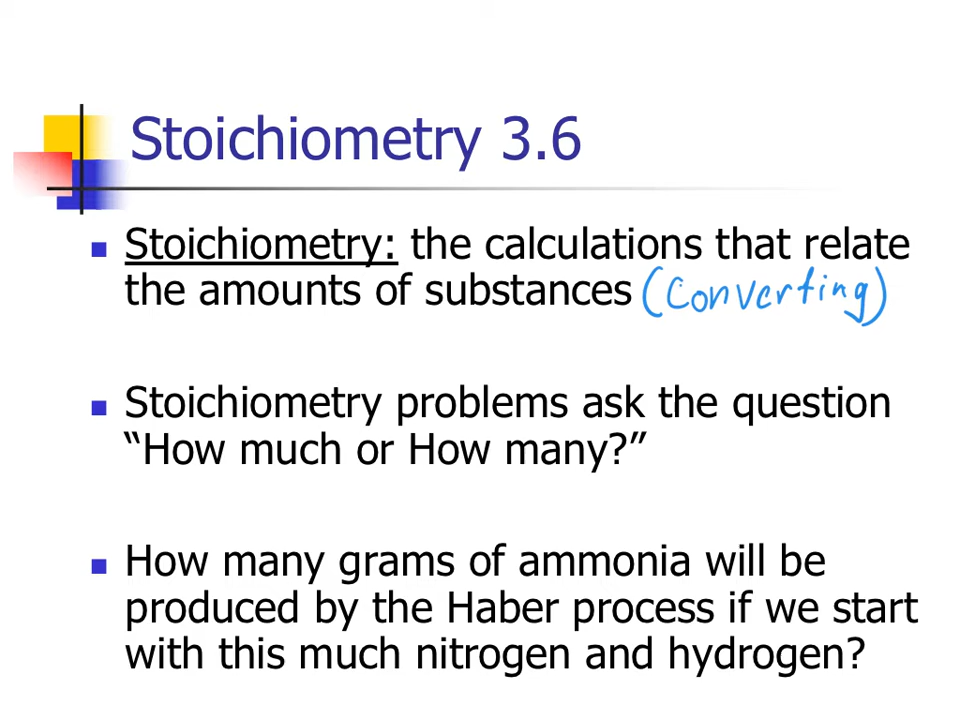 Stoichiometry 3.6
Stoichiometry: the calculations that relate
the amounts of substances (converting)
Stoichiometry problems ask the question
“How much or How many?”
How many grams of ammonia will be
produced by the Haber process if we start
with this much nitrogen and hydrogen?